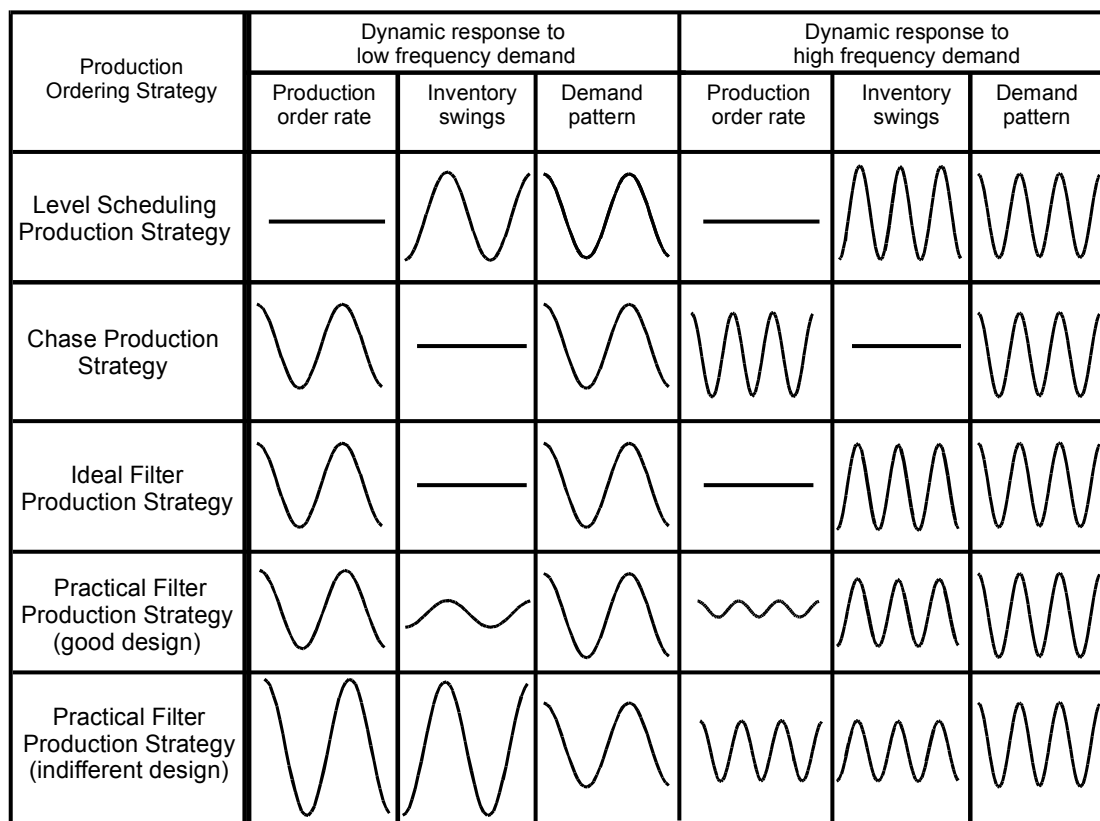 Production
Ordering Strategy
Dynamic response to
low frequency demand
Dynamic response to
high frequency demand
Production
order rate
Inventory
swings
Demand
pattern
Production
order rate
Inventory
swings
Demand
pattern
Level Scheduling
Production Strategy
Chase Production
Strategy
Ideal Filter
Production Strategy
Practical Filter
Production Strategy
(good design)
Practical Filter
Production Strategy
(indifferent design)